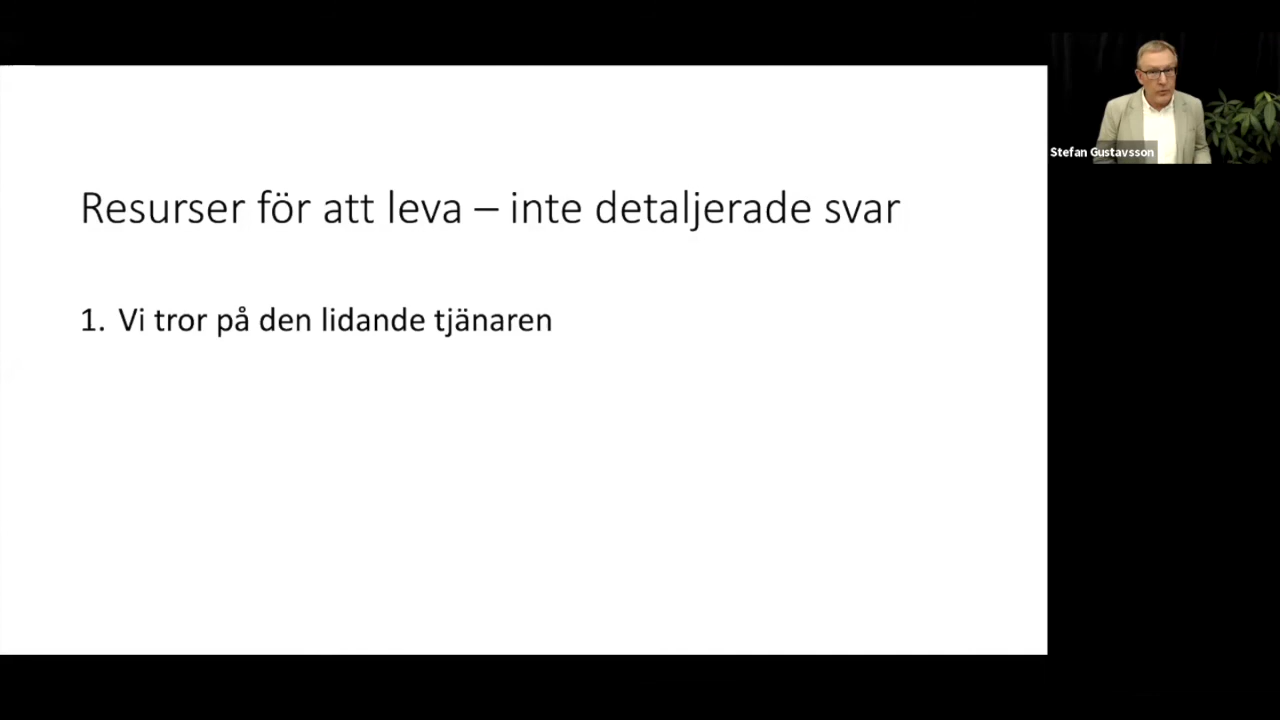 Resurser för att leva – inte detaljerade svar
1. Vi tror på den lidande tjänaren
Stefan Gustavsson